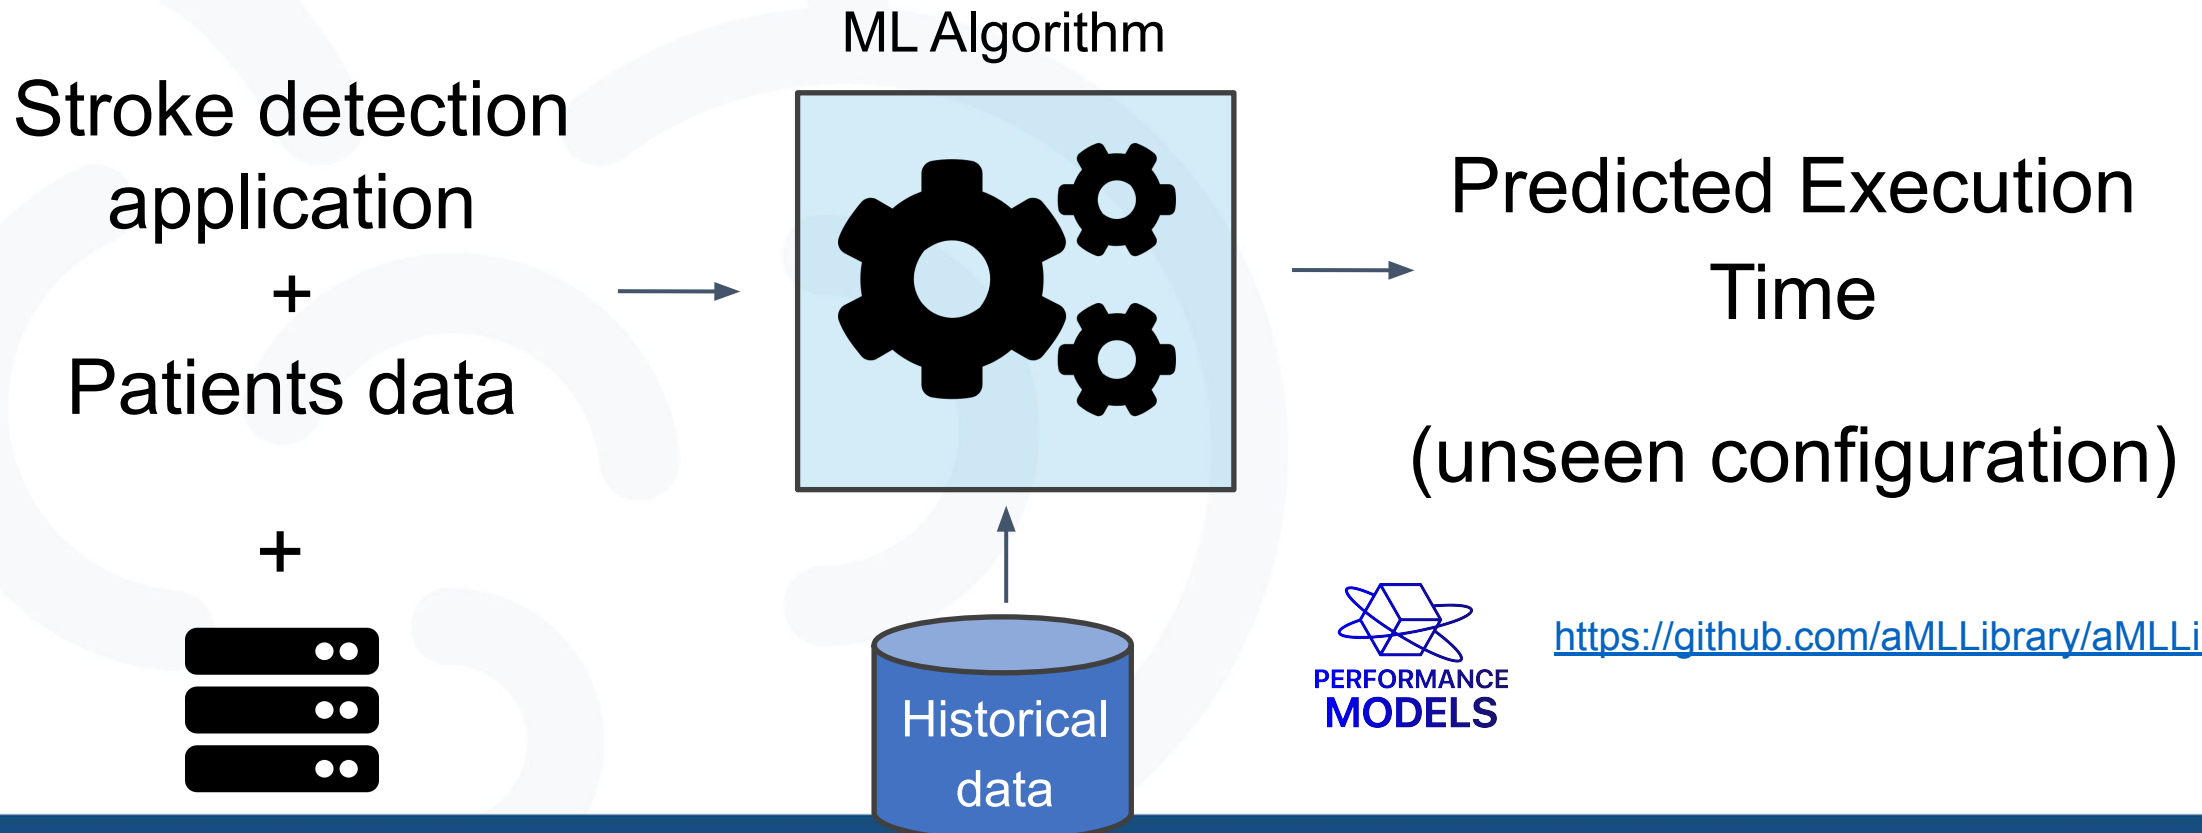 ML Algorithm
Stroke detection
application
+
Patients data
+
Predicted Execution
Time
(unseen configuration)
Historical
data
PERFORMANCE
MODELS
https://github.com/aMLLibrary/aMLLi